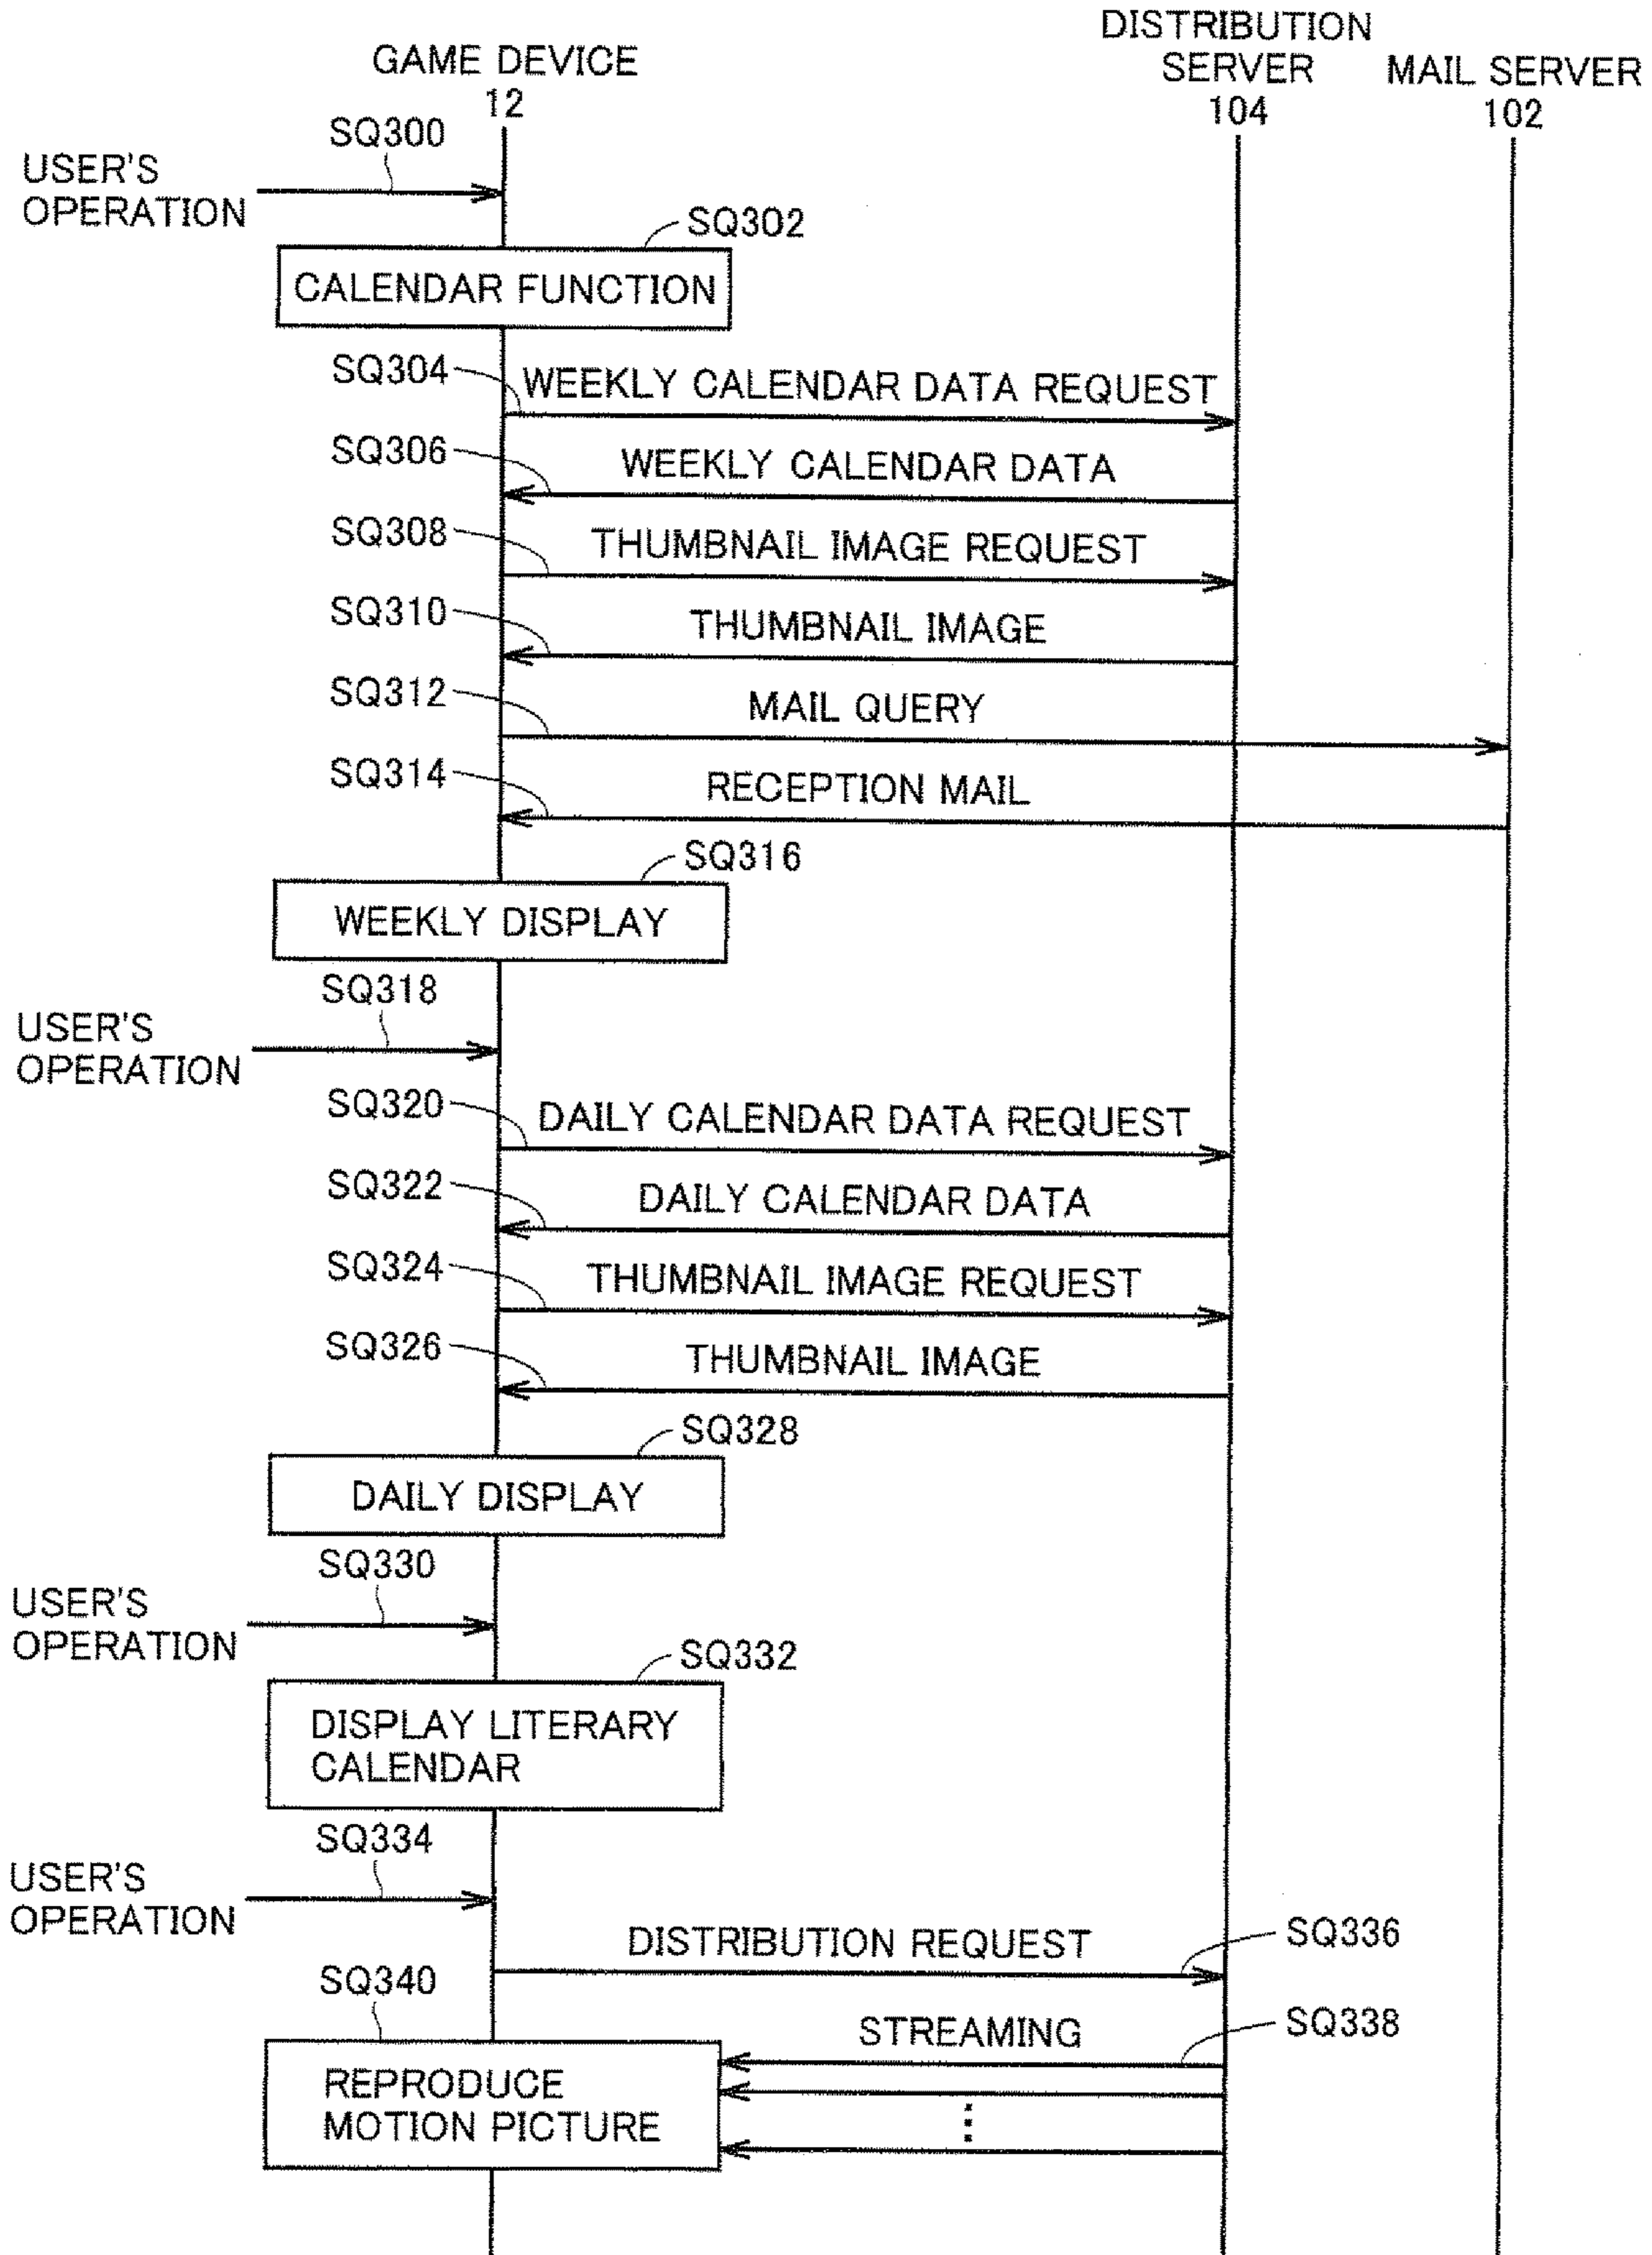 GAME DEVICE
12
DISTRIBUTION
SERVER
104
MAIL SERVER
102
SQ300
USER'S
OPERATION
SQ302
CALENDAR FUNCTION
SQ304
WEEKLY CALENDAR DATA REQUEST
SQ306
WEEKLY CALENDAR DATA
SQ308
THUMBNAIL IMAGE REQUEST
SQ310
THUMBNAIL IMAGE
SQ312
MAIL QUERY
SQ314
RECEPTION MAIL
SQ316
WEEKLY DISPLAY
SQ318
USER'S
OPERATION
SQ320
DAILY CALENDAR DATA REQUEST
SQ322
DAILY CALENDAR DATA
SQ324
THUMBNAIL IMAGE REQUEST
SQ326
THUMBNAIL IMAGE
SQ328
DAILY DISPLAY
SQ330
USER'S
OPERATION
SQ332
DISPLAY LITERARY
CALENDAR
SQ334
USER'S
OPERATION
DISTRIBUTION REQUEST
SQ336
SQ340
STREAMING
SQ338
REPRODUCE
MOTION PICTURE